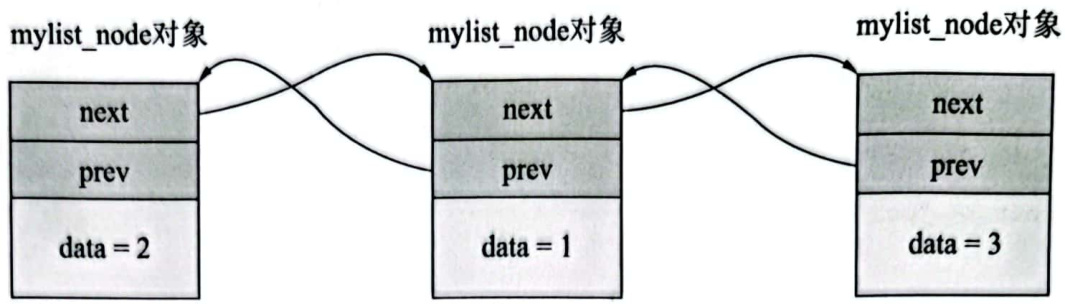 mylist_node对象 mylist_node对象 mylist_node对象
next next next
prev prev prev
data = 2 data = 1 data = 3